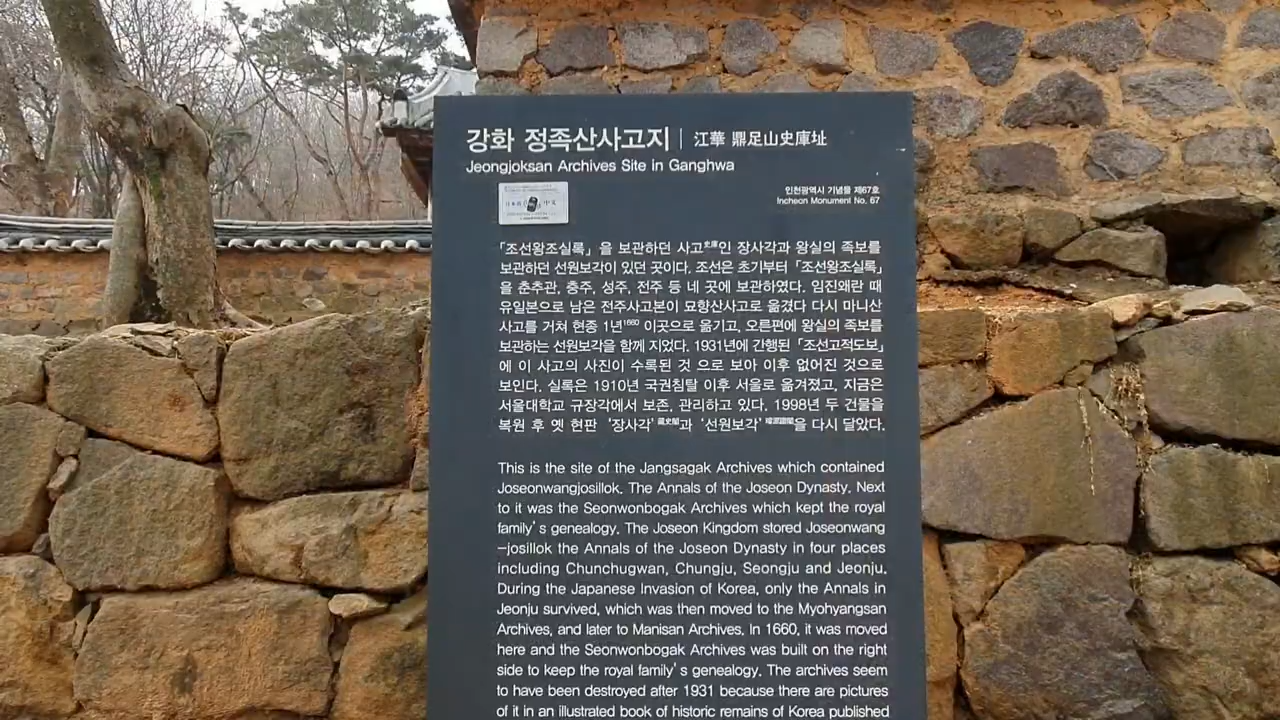 강화 정족산사고지 | 江華 鼎足山史庫址
Jeongjoksan Archives Site in Ganghwa
인천광역시 기념물 제67호
Incheon Monument No. 67
日本語
中文
「조선왕조실록」을 보관하던 사고史庫인 장사각과 왕실의 족보를
보관하던 선원보각이 있던 곳이다. 조선은 초기부터 「조선왕조실록」
을 춘추관, 충주, 성주, 전주 등 네 곳에 보관하였다. 임진왜란 때
유일본으로 남은 전주사고본이 묘향산사고로 옮겼다 다시 마니산
사고를 거쳐 현종 1년1660 이곳으로 옮기고, 오른편에 왕실의 족보를
보관하는 선원보각을 함께 지었다. 1931년에 간행된 「조선고적도보」
에 이 사고의 사진이 수록된 것 으로 보아 이후 없어진 것으로
보인다. 실록은 1910년 국권침탈 이후 서울로 옮겨졌고, 지금은
서울대학교 규장각에서 보존, 관리하고 있다. 1998년 두 건물을
복원 후 옛 현판 '장사각'藏史閣과 '선원보각'璿源譜閣을 다시 달았다.
This is the site of the Jangsagak Archives which contained
Joseonwangjosillok. The Annals of the Joseon Dynasty. Next
to it was the Seonwonbogak Archives which kept the royal
family's genealogy. The Joseon Kingdom stored Joseonwang
-josillok the Annals of the Joseon Dynasty in four places
including Chunchugwan, Chungju, Seongju and Jeonju.
During the Japanese Invasion of Korea, only the Annals in
Jeonju survived, which was then moved to the Myohyangsan
Archives, and later to Manisan Archives. In 1660, it was moved
here and the Seonwonbogak Archives was built on the right
side to keep the royal family's genealogy. The archives seem
to have been destroyed after 1931 because there are pictures
of it in an illustrated book of historic remains of Korea published